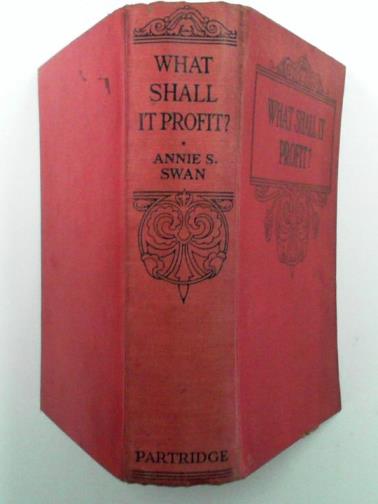 WHAT
SHALL
IT PROFIT?
•
ANNIE S.
SWAN
PARTRIDGE
WHAT SHALL IT
PROFIT?